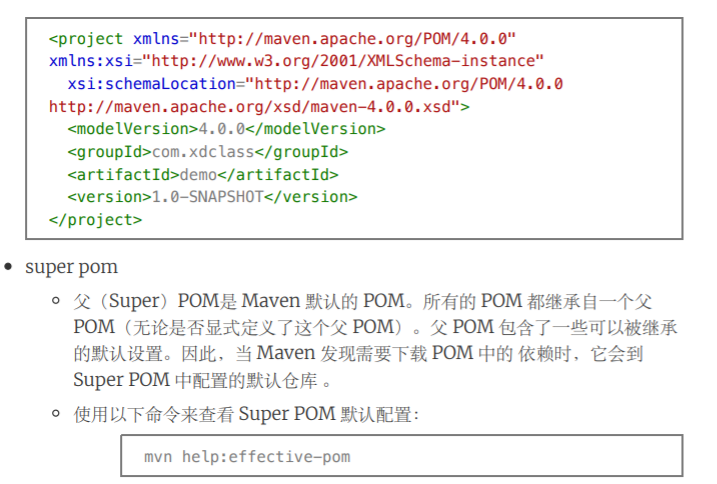 <project xmlns="http://maven.apache.org/POM/4.0.0"
xmlns:xsi="http://www.w3.org/2001/XMLSchema-instance"
xsi:schemaLocation="http://maven.apache.org/POM/4.0.0
http://maven.apache.org/xsd/maven-4.0.0.xsd">
<modelVersion>4.0.0</modelVersion>
<groupId>com.xdclass</groupId>
<artifactId>demo</artifactId>
<version>1.0-SNAPSHOT</version>
</project>
super pom
父（Super）POM是 Maven 默认的 POM。所有的 POM 都继承自一个父
POM（无论是否显式定义了这个父 POM）。父 POM 包含了一些可以被继承
的默认设置。因此，当 Maven 发现需要下载 POM 中的 依赖时，它会到
Super POM 中配置的默认仓库 。
使用以下命令来查看 Super POM 默认配置：
mvn help:effective-pom